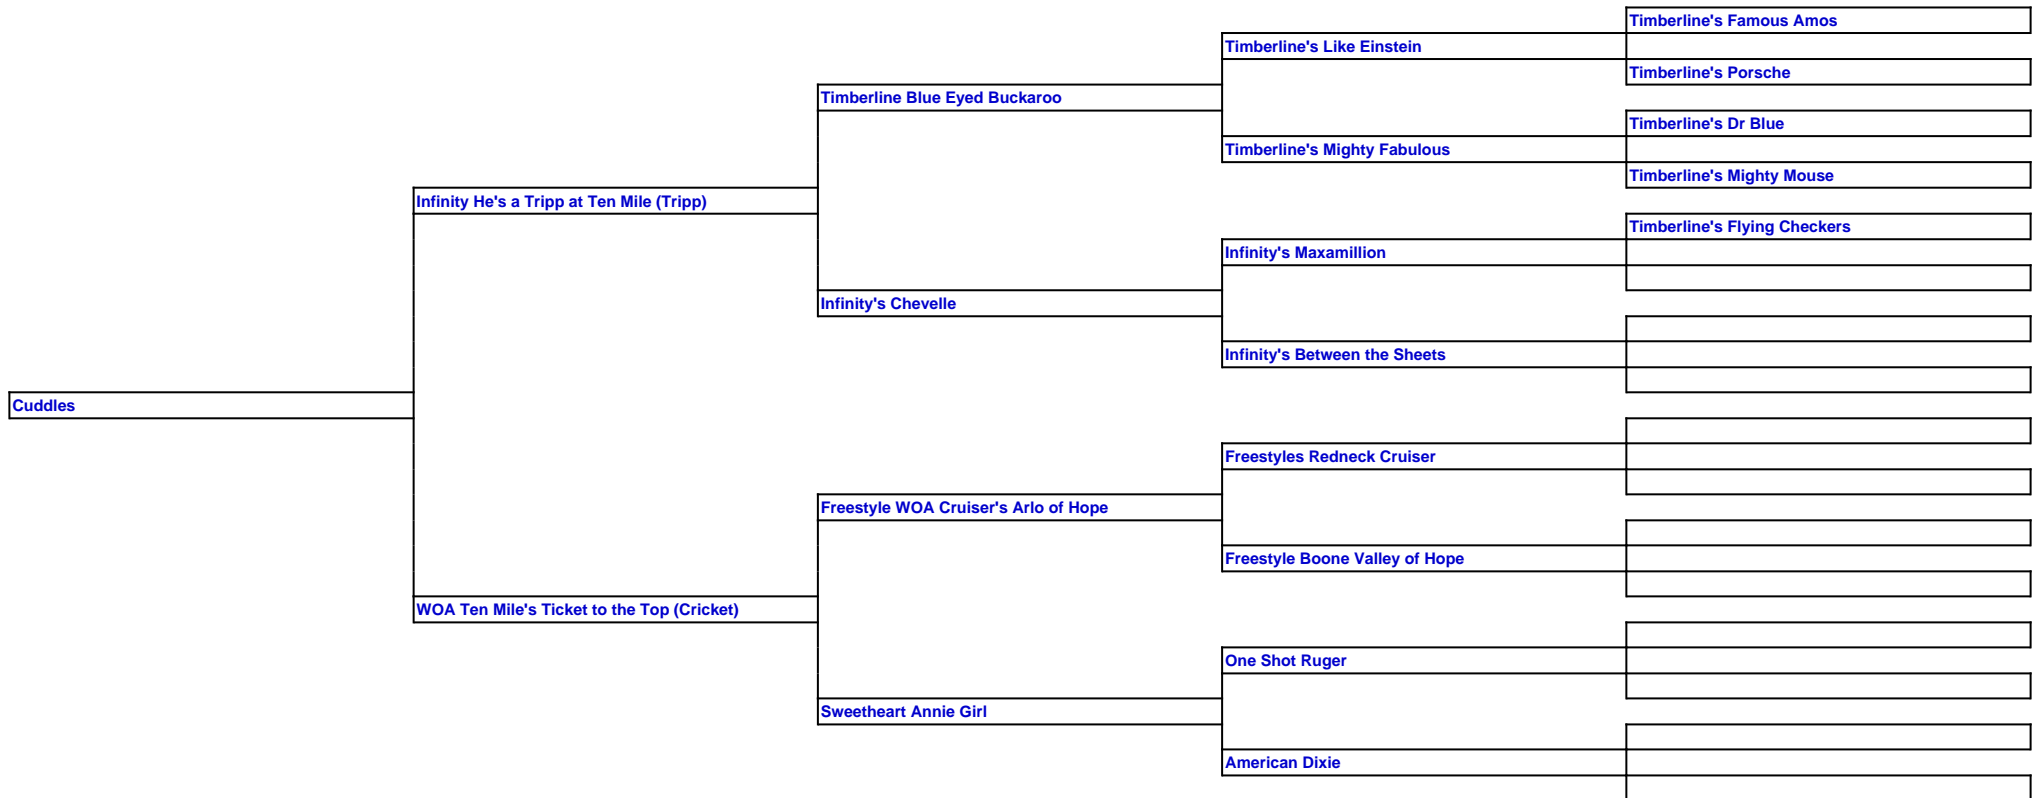 Timberline's Famous Amos
Timberline's Like Einstein
Timberline's Porsche
Timberline Blue Eyed Buckaroo
Timberline's Dr Blue
Timberline's Mighty Fabulous
Timberline's Mighty Mouse
Infinity He's a Tripp at Ten Mile (Tripp)
Timberline's Flying Checkers
Infinity's Maxamillion
Infinity's Chevelle
Infinity's Between the Sheets
Cuddles
Freestyles Redneck Cruiser
Freestyle WOA Cruiser's Arlo of Hope
Freestyle Boone Valley of Hope
WOA Ten Mile's Ticket to the Top (Cricket)
One Shot Ruger
Sweetheart Annie Girl
American Dixie